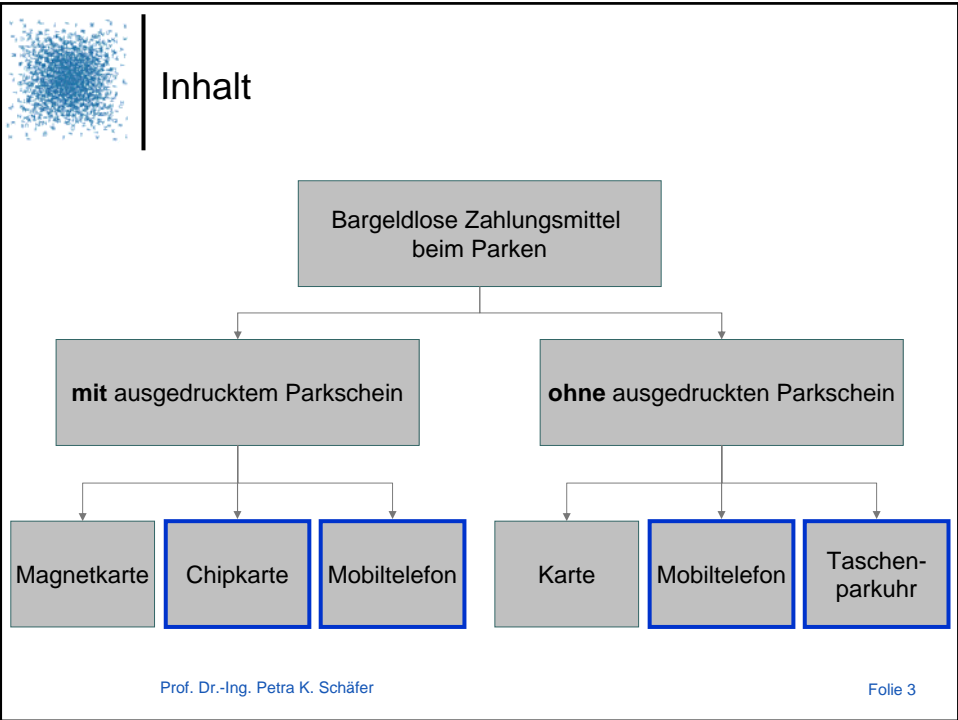 Inhalt
Bargeldlose Zahlungsmittel
beim Parken
mit ausgedrucktem Parkschein
ohne ausgedruckten Parkschein
Magnetkarte
Chipkarte
Mobiltelefon
Karte
Mobiltelefon
Taschen-
parkuhr
Prof. Dr.-Ing. Petra K. Schäfer
Folie 3